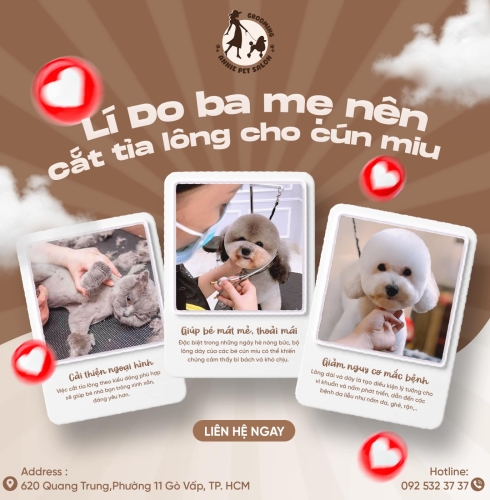 GROOMING
ANNIE PET SALON
Lí Do ba mẹ nên
cắt tỉa lông cho cún miu
Cải thiện ngoại hình
Việc cắt tỉa lông theo kiểu dáng phù hợp
sẽ giúp bé nhà bạn trông xinh xắn,
đáng yêu hơn.
Giúp bé mát mẻ, thoải mái
Đặc biệt trong những ngày hè nóng bức, bộ
lông dày của các bé cún miu có thể khiến
chúng cảm thấy bí bách và khó chịu.
Giảm nguy cơ mắc bệnh
Lông dài và dày là tạo điều kiện lý tưởng cho
vi khuẩn và nấm phát triển, dẫn đến các
bệnh da liễu như nấm da, ghẻ, rận,..
LIÊN HỆ NGAY
Address :
620 Quang Trung,Phường 11 Gò Vấp, TP. HCM
Hotline:
092 532 37 37